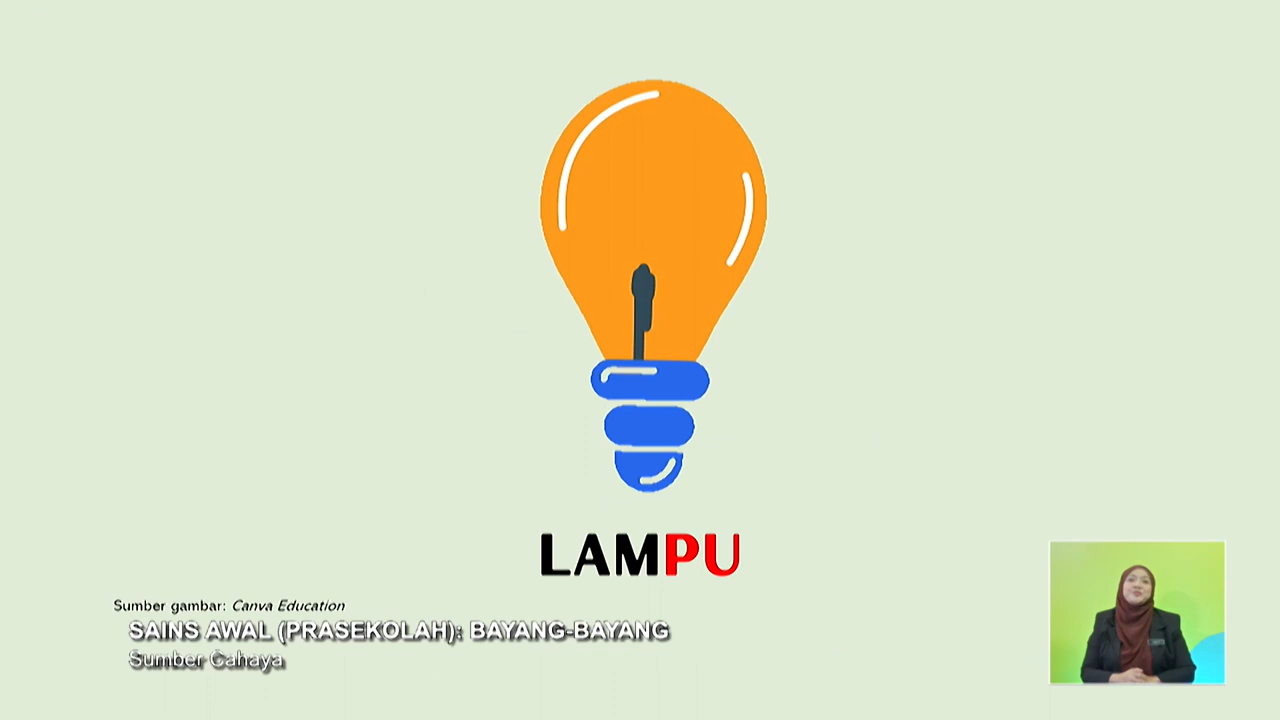 LAMPU
Sumber gambar: Canva Education
SAINS AWAL (PRASEKOLAH): BAYANG-BAYANG
Sumber Cahaya